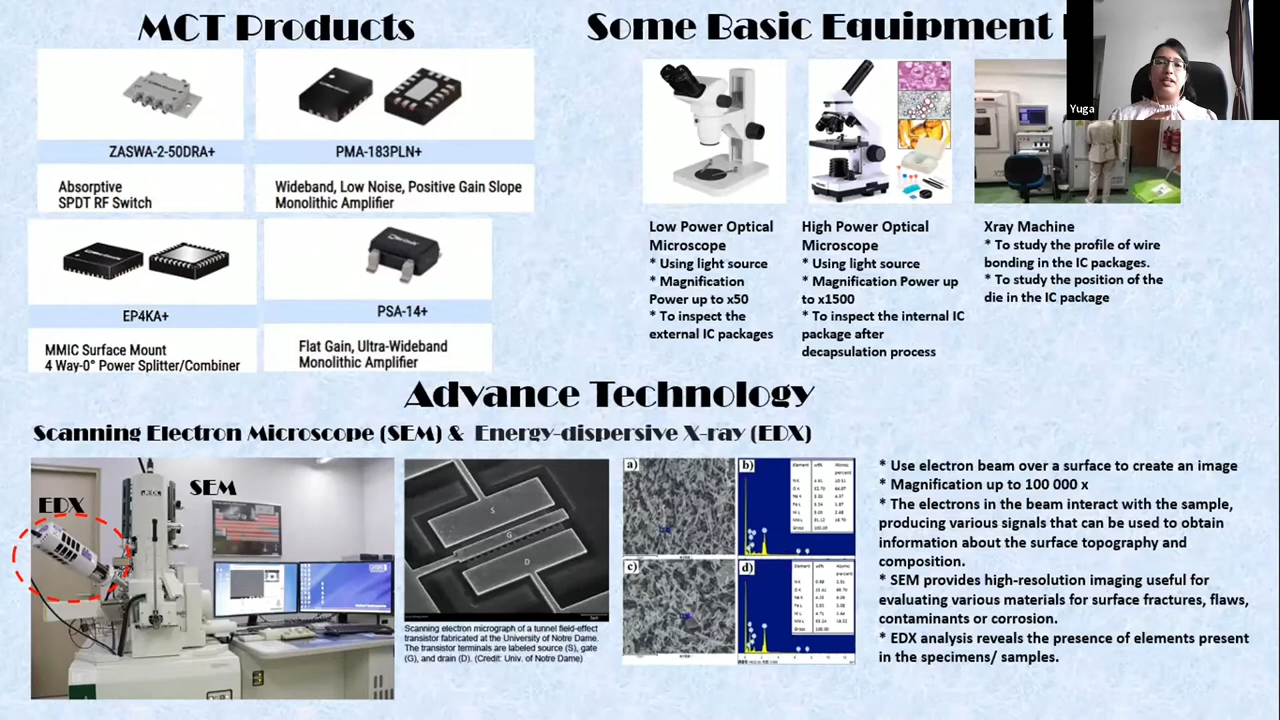 MCT Products
ZASWA-2-50DRA+
Absorptive
SPDT RF Switch
PMA-183PLN+
Wideband, Low Noise, Positive Gain Slope
Monolithic Amplifier
EP4KA+
MMIC Surface Mount
4 Way-0° Power Splitter/Combiner
PSA-14+
Flat Gain, Ultra-Wideband
Monolithic Amplifier
Some Basic Equipment
Yuga
Low Power Optical
Microscope
* Using light source
* Magnification
Power up to x50
* To inspect the
external IC packages
High Power Optical
Microscope
* Using light source
* Magnification Power up
to x1500
* To inspect the internal IC
package after
decapsulation process
Xray Machine
* To study the profile of wire
bonding in the IC packages.
* To study the position of the
die in the IC package
Advance Technology
Scanning Electron Microscope (SEM) & Energy-dispersive X-ray (EDX)
EDX
SEM
S
G
D
Scanning electron micrograph of a tunnel field-effect
transistor fabricated at the University of Notre Dame.
The transistor terminals are labeled source (S), gate
(G), and drain (D). (Credit: Univ. of Notre Dame)
a)
b)
c)
d)
* Use electron beam over a surface to create an image
* Magnification up to 100 000 x
* The electrons in the beam interact with the sample,
producing various signals that can be used to obtain
information about the surface topography and
composition.
* SEM provides high-resolution imaging useful for
evaluating various materials for surface fractures, flaws,
contaminants or corrosion.
* EDX analysis reveals the presence of elements present
in the specimens/ samples.